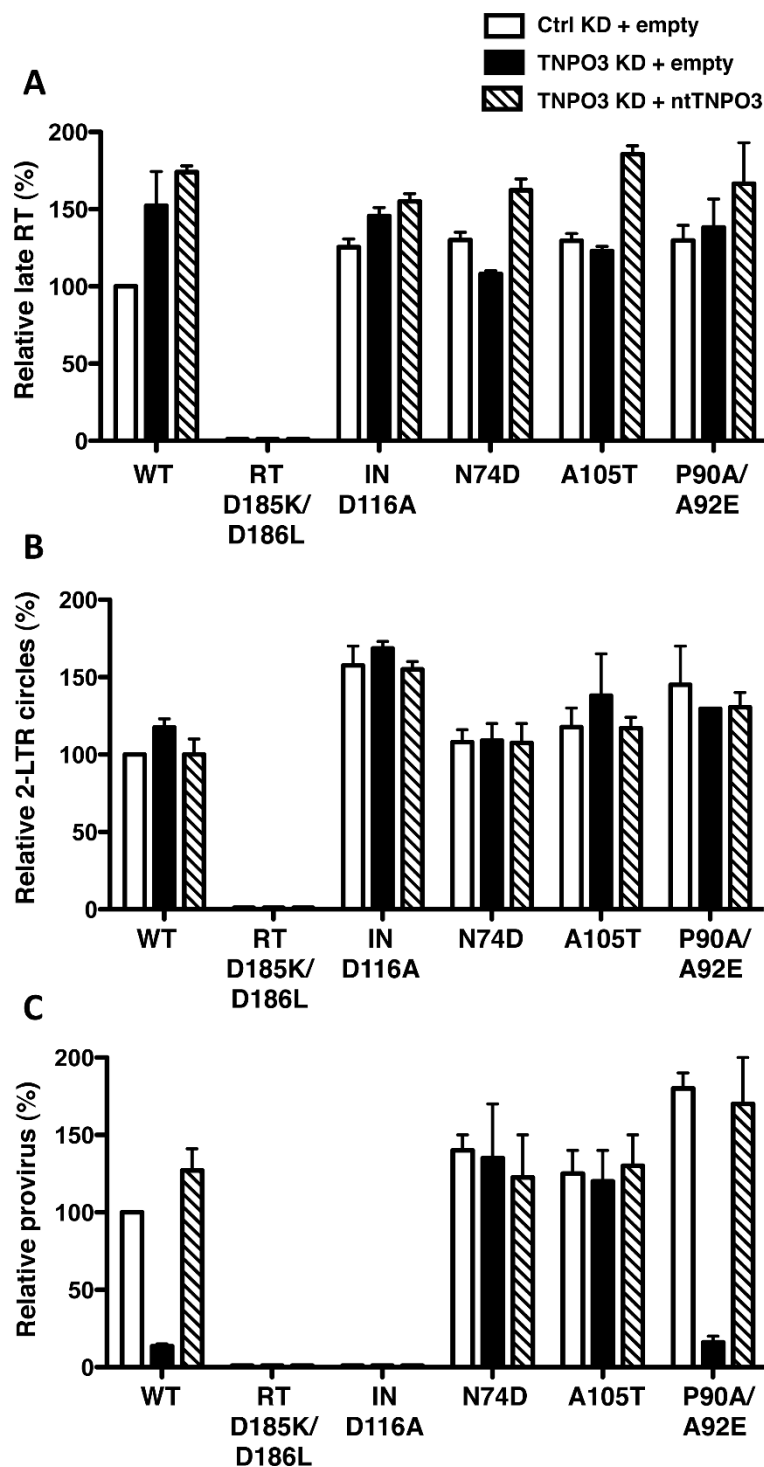 Ctrl KD + empty
TNPO3 KD + empty
TNPO3 KD + ntTNPO3
A
Relative late RT (%)
200
150
100
50
0
WT
RT
D185K/
D186L
IN
D116A
N74D
A105T
P90A/
A92E
B
Relative 2-LTR circles (%)
200
150
100
50
0
WT
RT
D185K/
D186L
IN
D116A
N74D
A105T
P90A/
A92E
C
Relative provirus (%)
200
150
100
50
0
WT
RT
D185K/
D186L
IN
D116A
N74D
A105T
P90A/
A92E